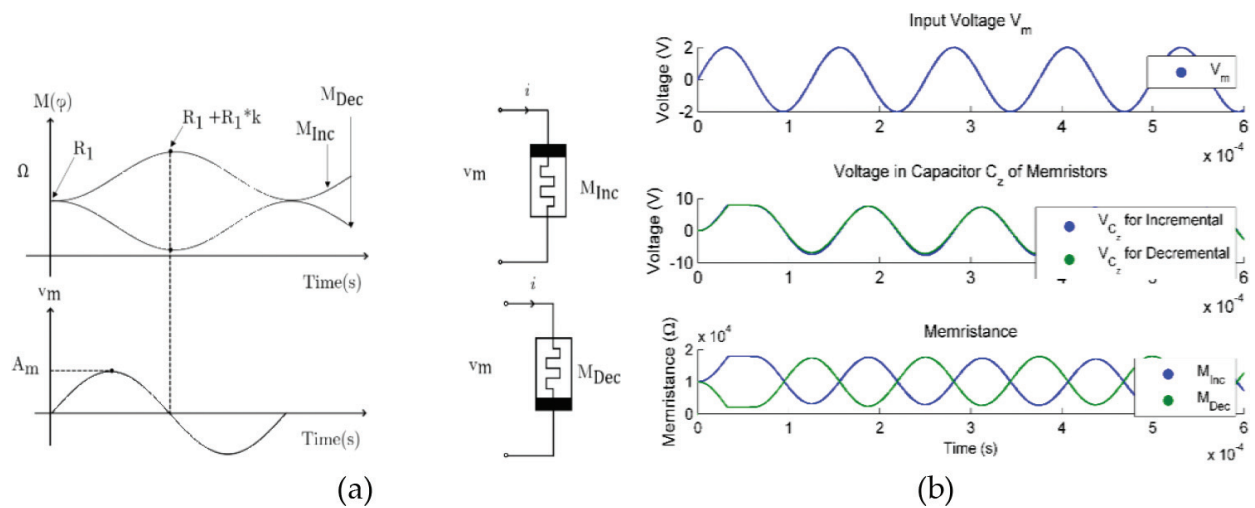 M(φ)
Ω
R1
R1 +R1*k
MInc
MDec
Time(s)
vm
Am
Time(s)
i
vm
MInc
i
vm
MDec
(a)
Input Voltage Vm
Voltage (V)
2
0
-2
Vm
0 1 2 3 4 5 6
x 10-4
Voltage in Capacitor Cz of Memristors
Voltage (V)
10
0
-10
VCz for Incremental
VCz for Decremental
0 1 2 3 4 5 6
x 10-4
Memristance
Memristance (Ω)
x 104
2
1
0
MInc
MDec
0 1 2 3 4 5 6
Time (s)
x 10-4
(b)